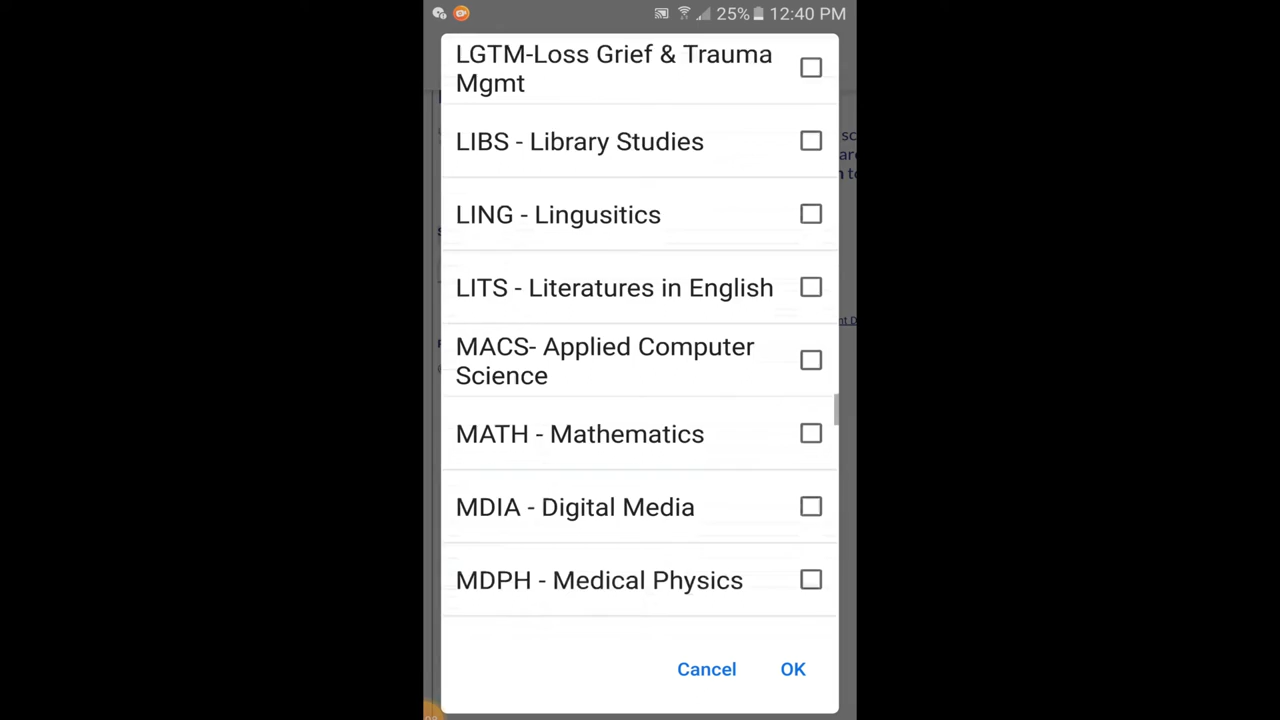 25% 12:40 PM
LGTM-Loss Grief & Trauma
Mgmt
LIBS - Library Studies
LING - Lingusitics
LITS - Literatures in English
MACS- Applied Computer
Science
MATH - Mathematics
MDIA - Digital Media
MDPH - Medical Physics
Cancel OK